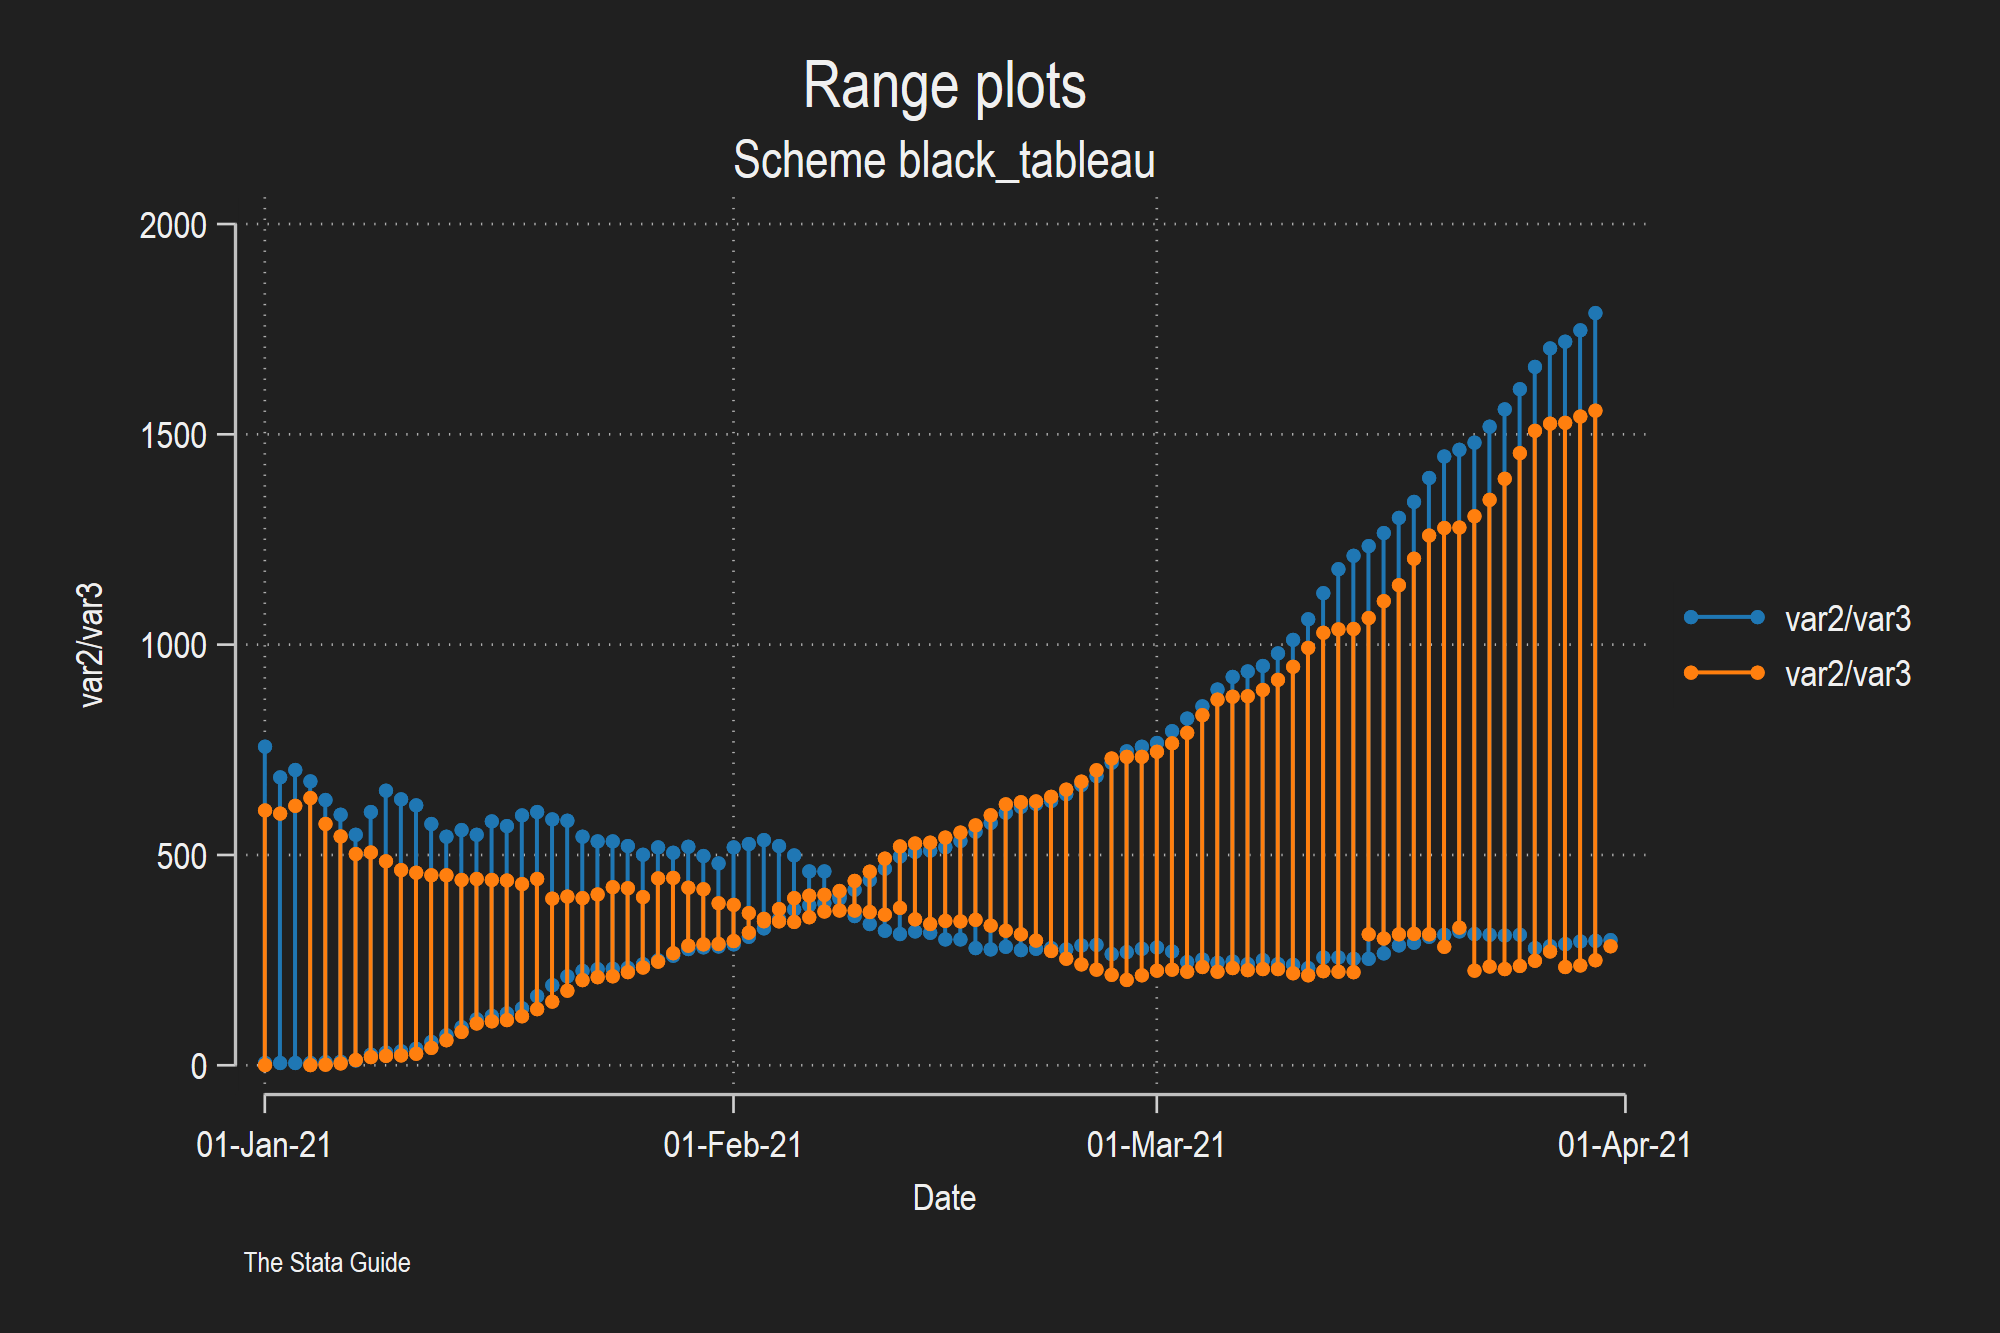 Range plots
Scheme black_tableau
2000
1500
1000
500
0
var2/var3
var2/var3
var2/var3
01-Jan-21
01-Feb-21
01-Mar-21
01-Apr-21
Date
The Stata Guide